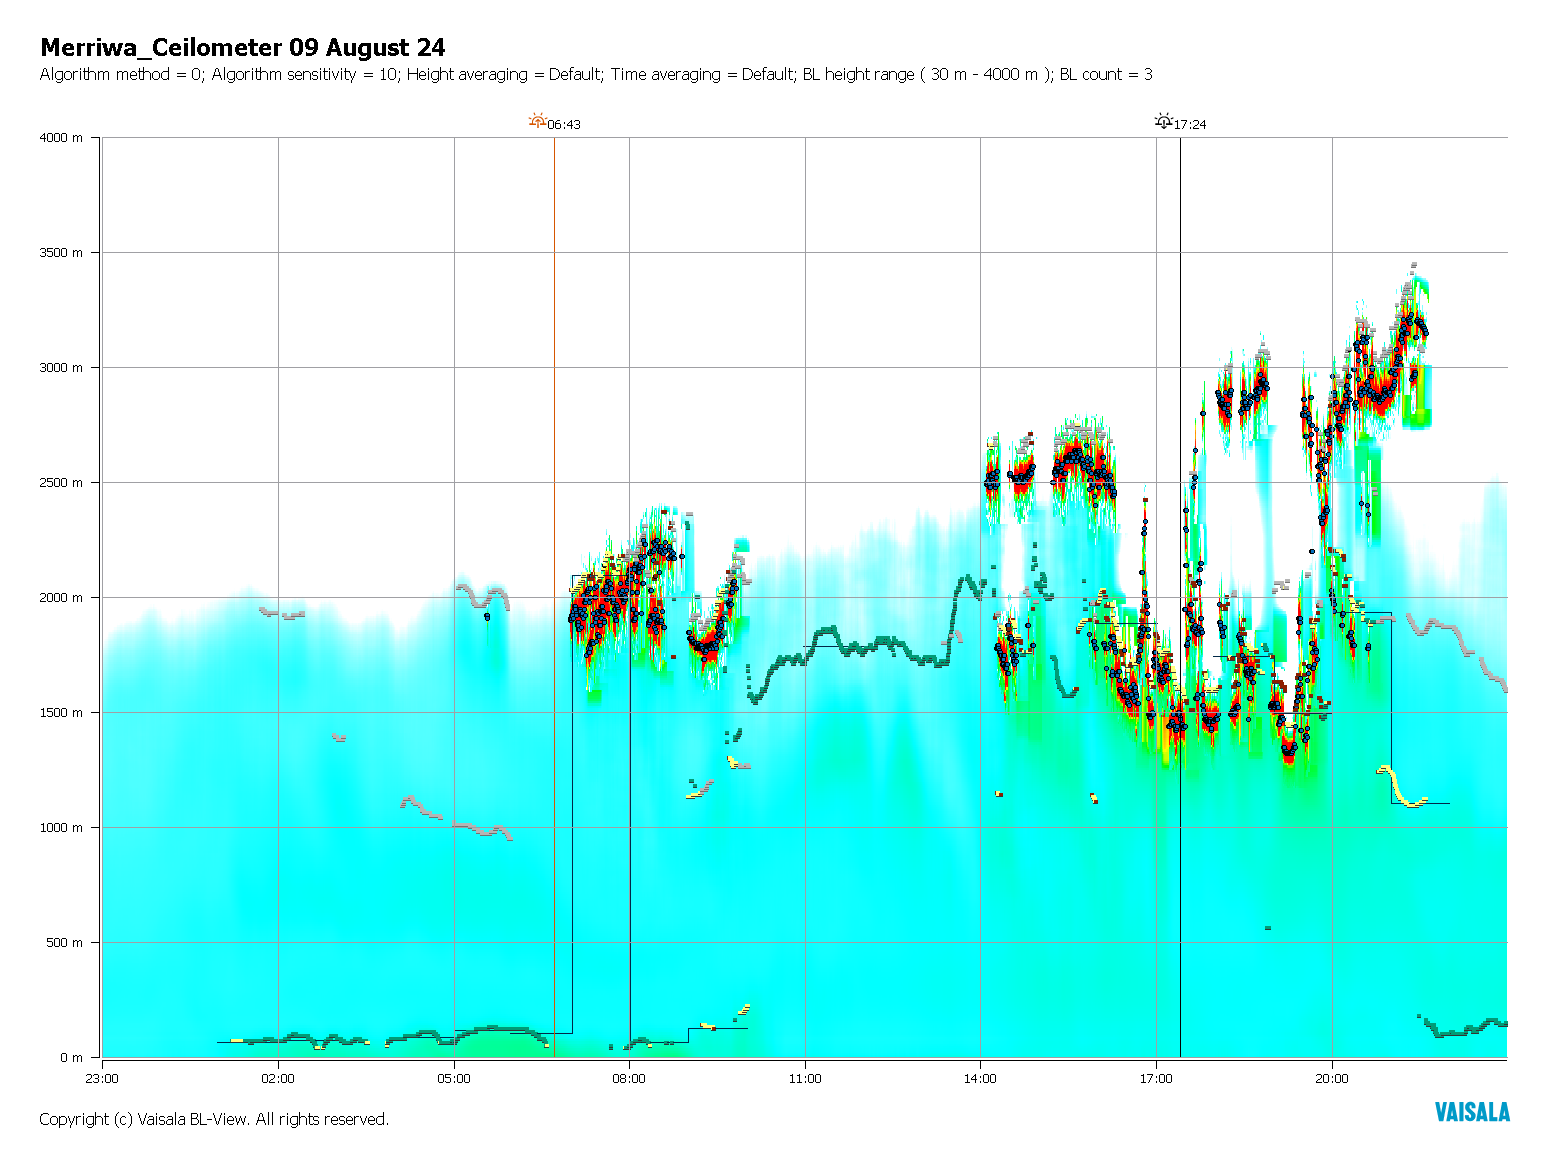 Merriwa_Ceilometer 09 August 24
Algorithm method = 0; Algorithm sensitivity = 10; Height averaging = Default; Time averaging = Default; BL height range ( 30 m - 4000 m ); BL count = 3
06:43
17:24
4000 m
3500 m
3000 m
2500 m
2000 m
1500 m
1000 m
500 m
0 m
23:00
02:00
05:00
08:00
11:00
14:00
17:00
20:00
Copyright (c) Vaisala BL-View. All rights reserved.
VAISALA